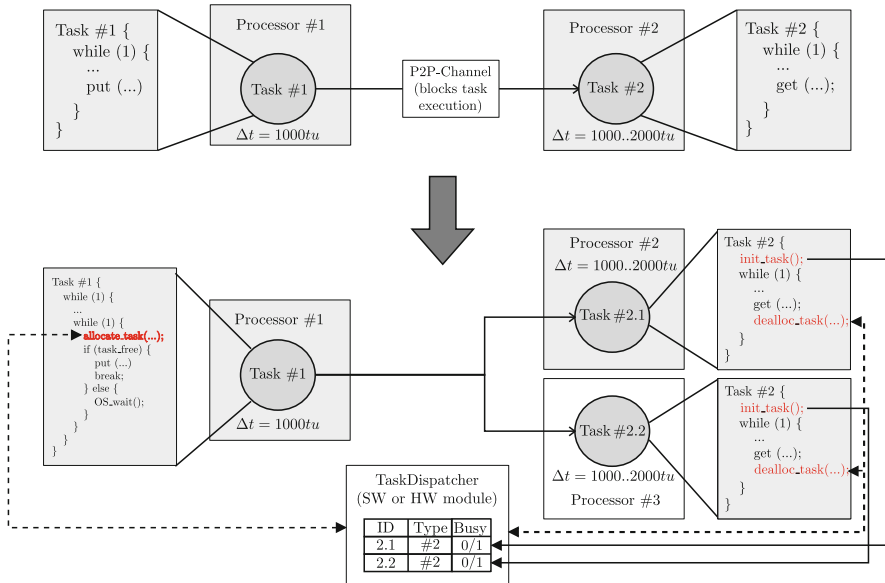 Task #1 {
while (1) {
...
put (...)
}
}
Processor #1
Task #1
Δt = 1000tu
P2P-Channel
(blocks task
execution)
Processor #2
Task #2
Δt = 1000..2000tu
Task #2 {
while (1) {
...
get (...);
}
}
Task #1 {
while (1) {
...
while (1) {
allocate_task(...);
if (task_free) {
put (...)
break;
} else {
OS_wait();
}
}
}
}
Processor #1
Task #1
Δt = 1000tu
Processor #2
Δt = 1000..2000tu
Task #2.1
Task #2 {
init_task();
while (1) {
...
get (...);
dealloc_task(...);
}
}
Task #2.2
Δt = 1000..2000tu
Processor #3
Task #2 {
init_task();
while (1) {
...
get (...);
dealloc_task(...);
}
}
TaskDispatcher
(SW or HW module)
ID Type Busy
2.1 #2 0/1
2.2 #2 0/1